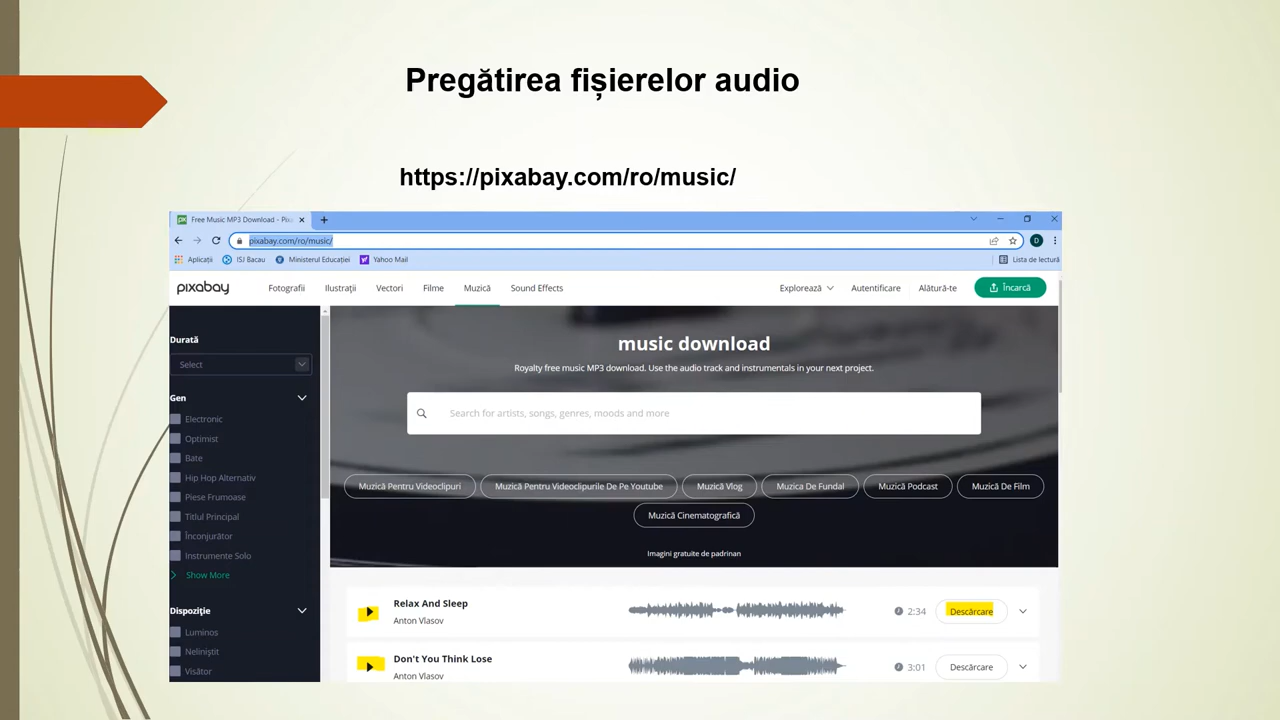 Pregătirea fișierelor audio
https://pixabay.com/ro/music/
Free Music MP3 Download - Pixa
pixabay.com/ro/music/
D
Aplicații ISJ Bacau Ministerul Educației Yahoo Mail Lista de lectură
pixabay Fotografii Ilustrații Vectori Filme Muzică Sound Effects Explorează Autentificare Alătură-te Încarcă
Durată
Select
Gen
Electronic
Optimist
Bate
Hip Hop Alternativ
Piese Frumoase
Titlul Principal
Înconjurător
Instrumente Solo
Show More
Dispoziție
Luminos
Neliniștit
Visător
music download
Royalty free music MP3 download. Use the audio track and instrumentals in your next project.
Search for artists, songs, genres, moods and more
Muzică Pentru Videoclipuri Muzică Pentru Videoclipurile De Pe Youtube Muzică Vlog Muzica De Fundal Muzică Podcast Muzică De Film
Muzică Cinematografică
Imagini gratuite de padrinan
Relax And Sleep
Anton Vlasov
2:34 Descărcare
Don't You Think Lose
Anton Vlasov
3:01 Descărcare